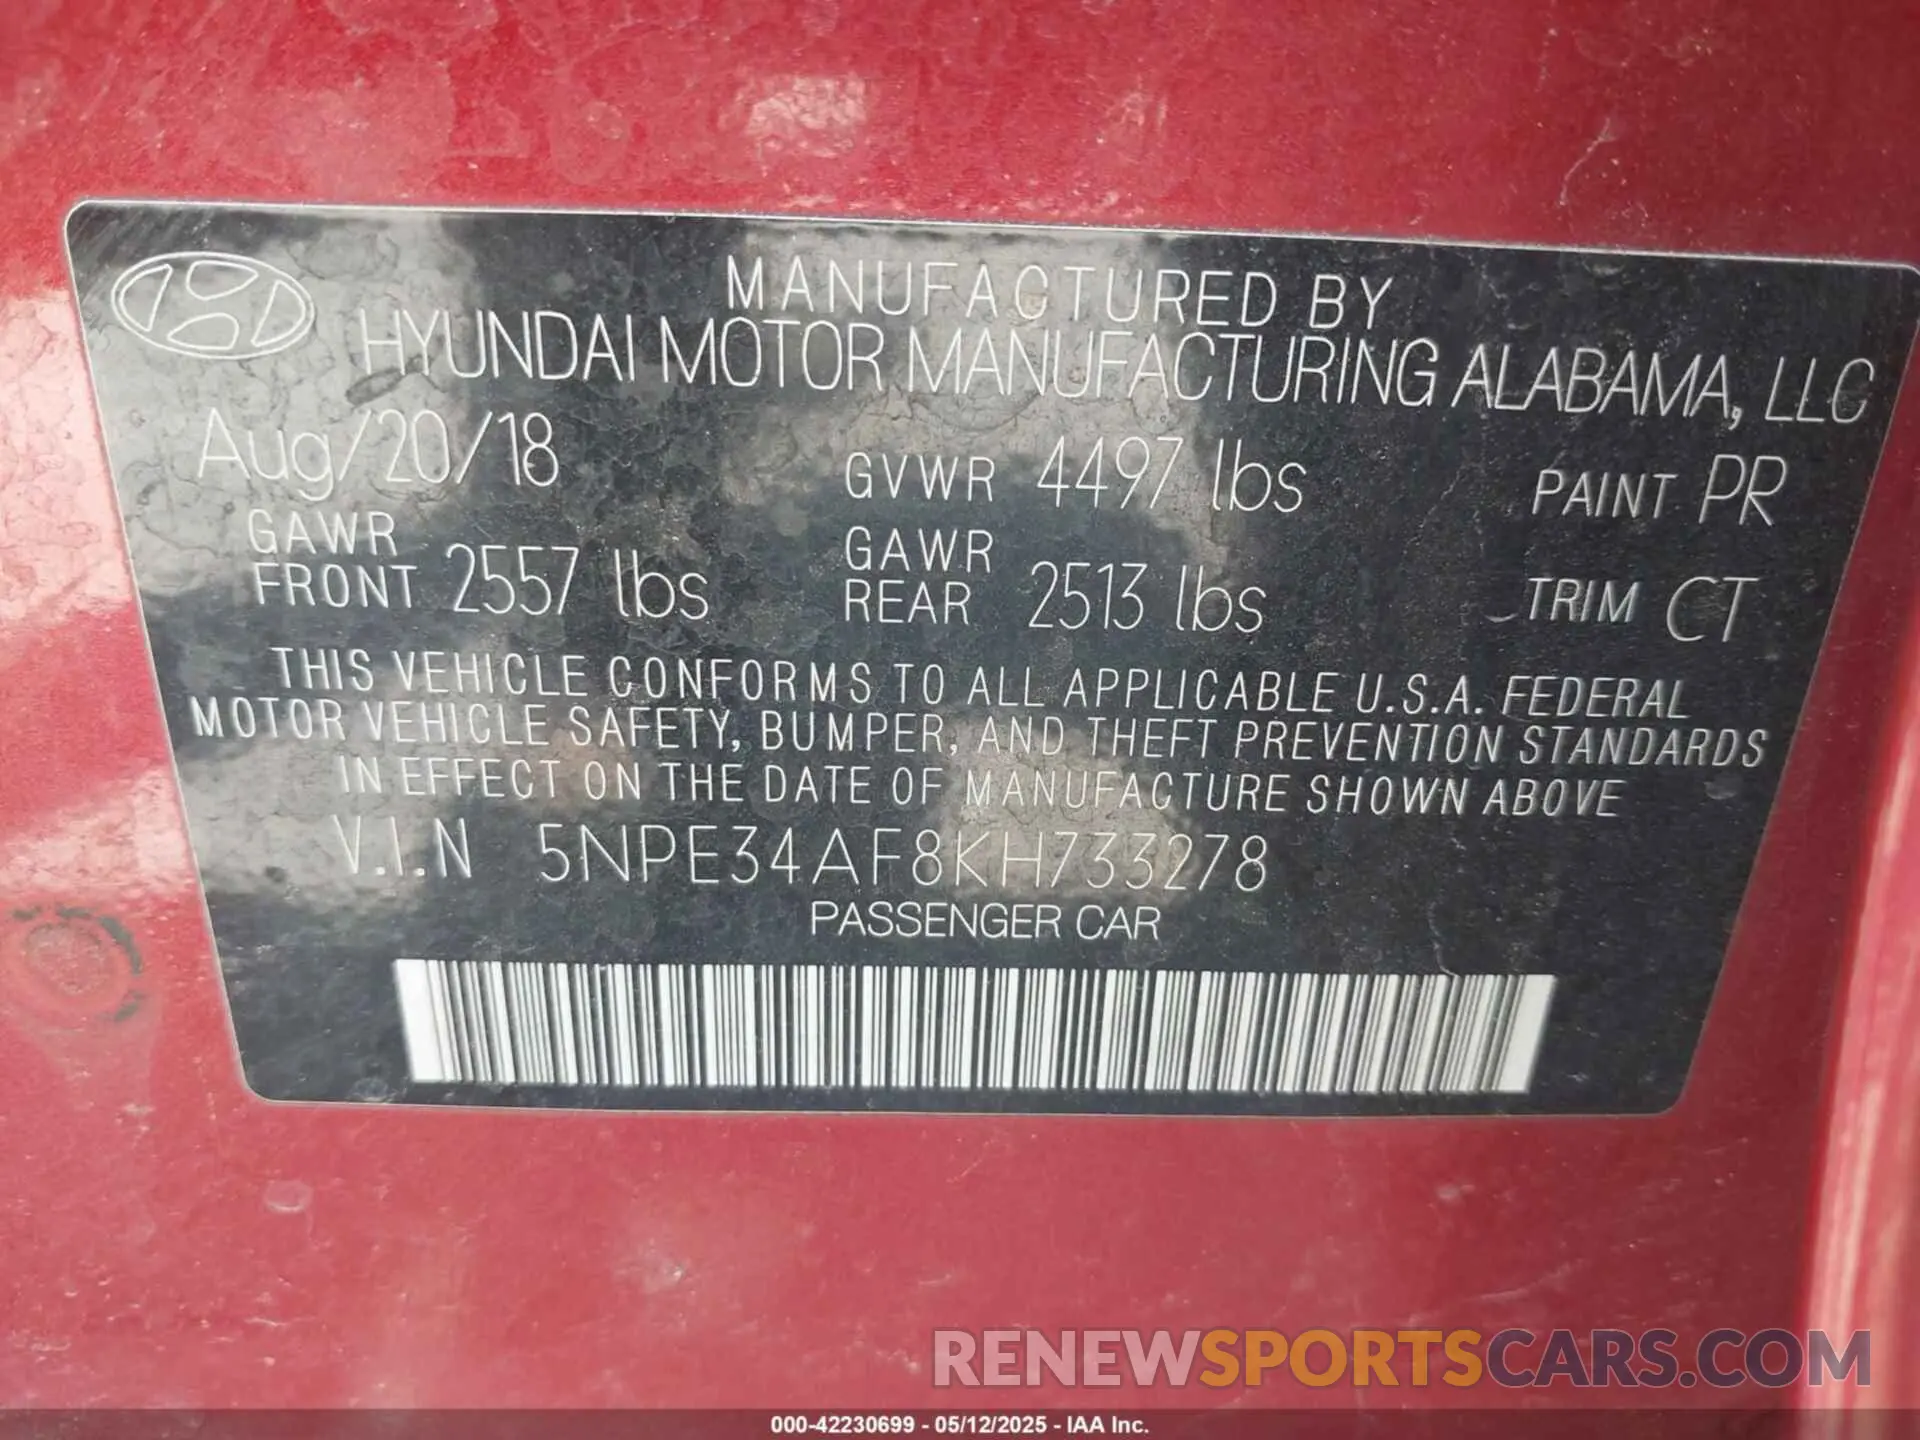 MANUFACTURED BY
HYUNDAI MOTOR MANUFACTURING ALABAMA, LLC
Aug/20/18 GVWR 4497 lbs PAINT PR
GAWR FRONT 2557 lbs GAWR REAR 2513 lbs TRIM CT
THIS VEHICLE CONFORMS TO ALL APPLICABLE U.S.A. FEDERAL
MOTOR VEHICLE SAFETY, BUMPER, AND THEFT PREVENTION STANDARDS
IN EFFECT ON THE DATE OF MANUFACTURE SHOWN ABOVE
V.I.N 5NPE34AF8KH733278
PASSENGER CAR
RENEWSPORTSCARS.COM
000-42230699 - 05/12/2025 - IAA Inc.